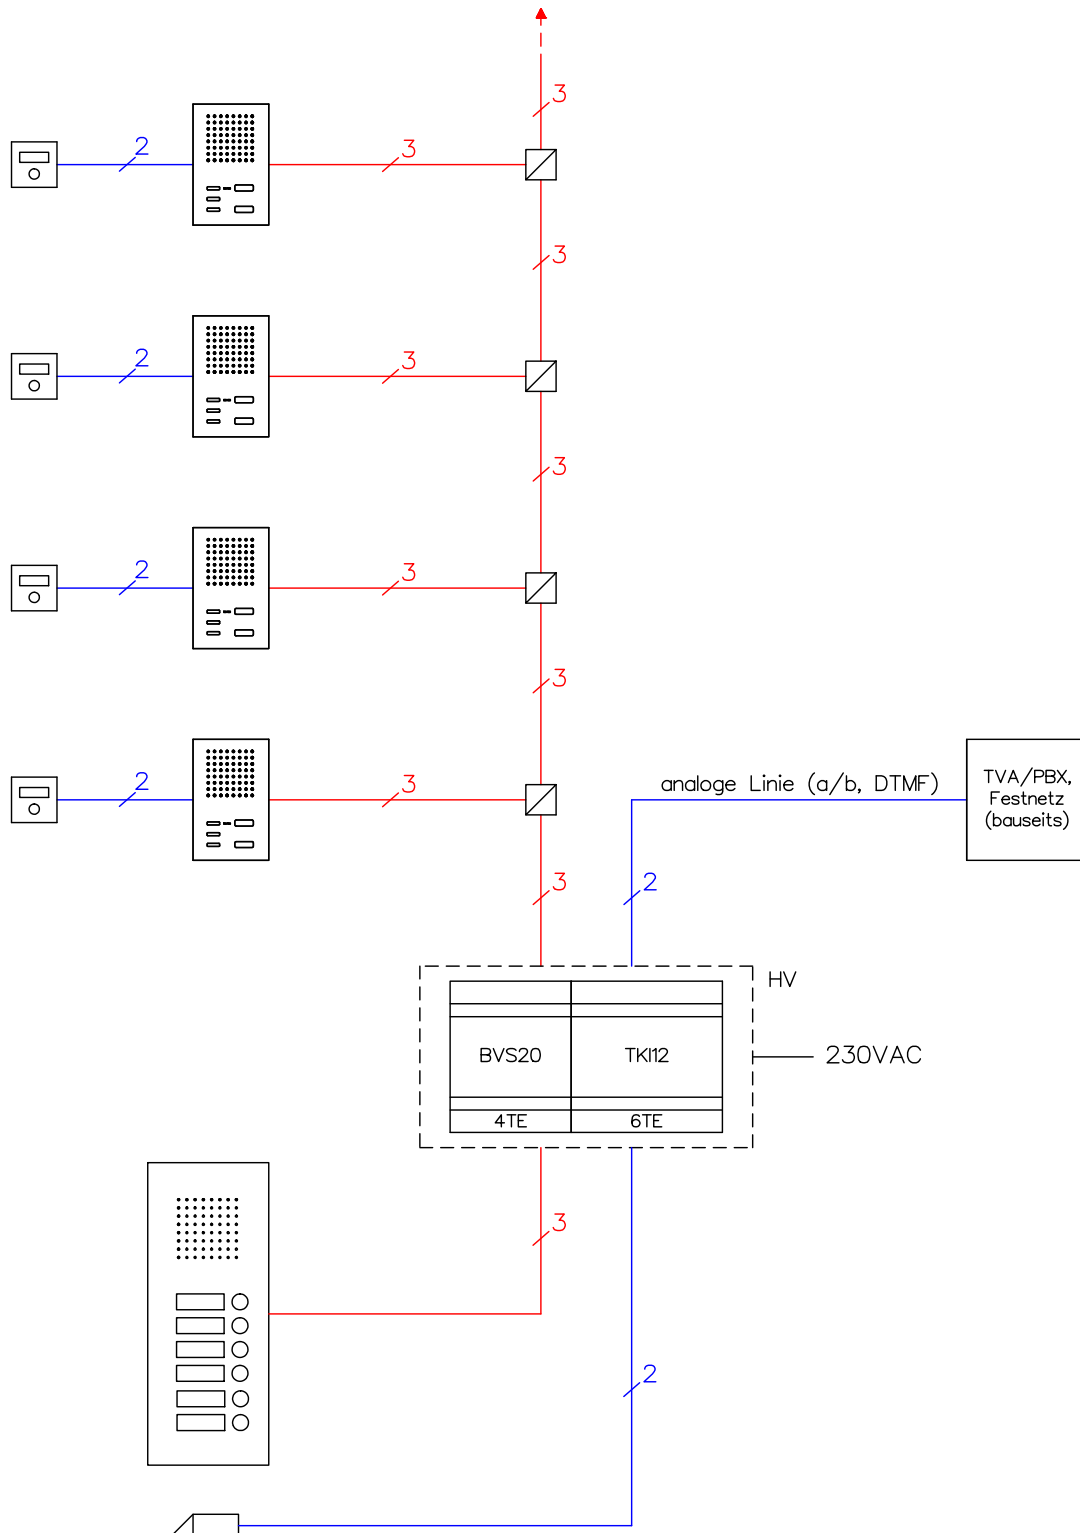 3
2
3
3
2
3
3
2
3
3
2
3
analoge Linie (a/b, DTMF)
TVA/PBX,
Festnetz
(bauseits)
3
2
HV
BVS20
TKI12
230VAC
4TE
6TE
3
2